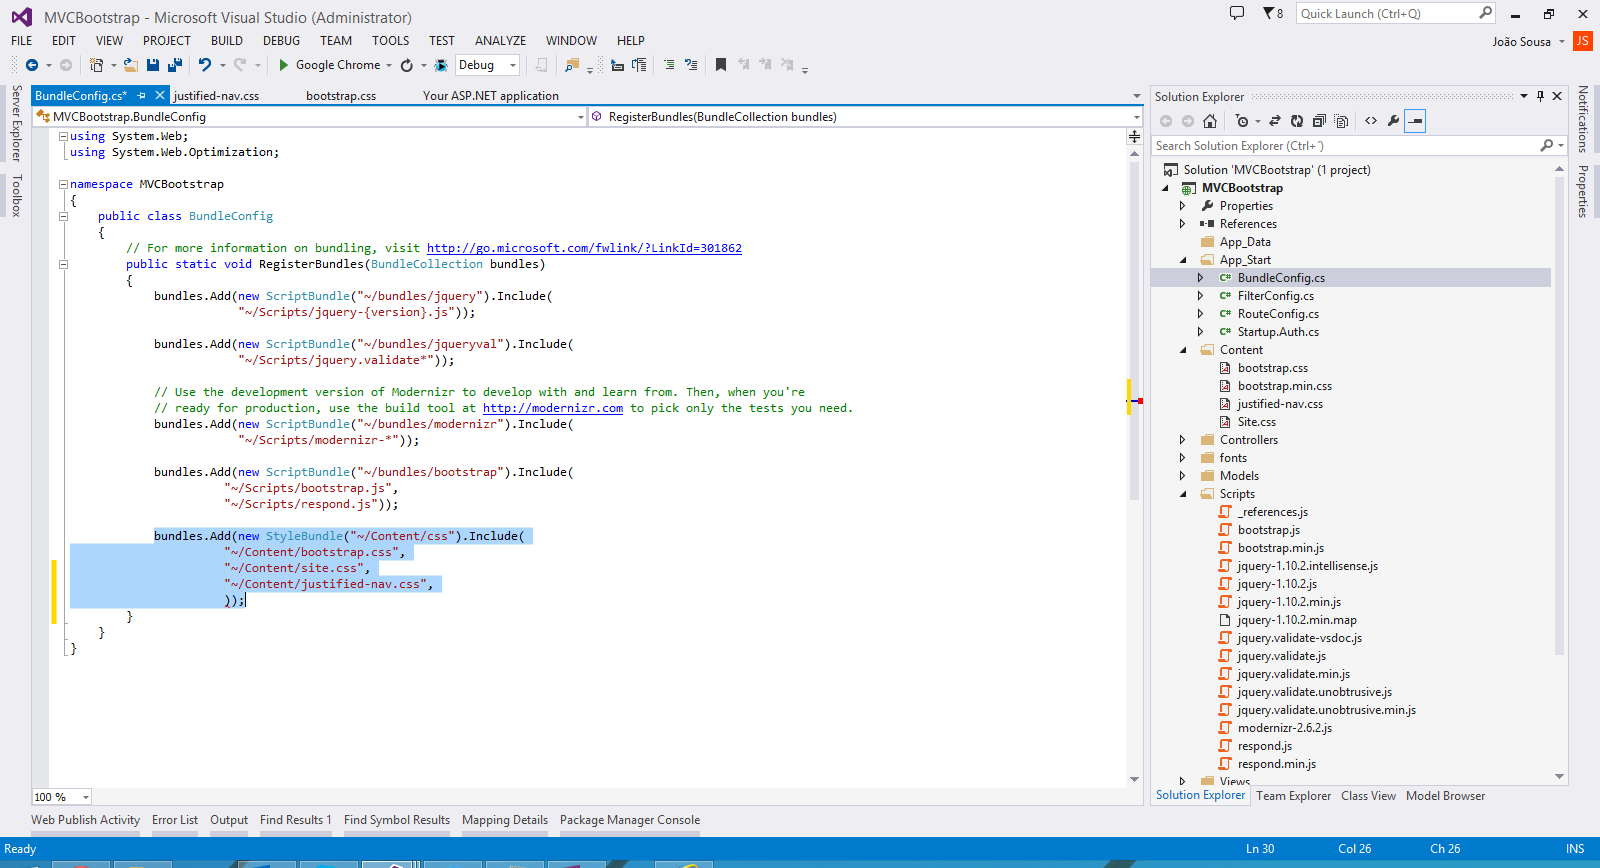 MVCBootstrap - Microsoft Visual Studio (Administrator)
8
Quick Launch (Ctrl+Q)
FILE EDIT VIEW PROJECT BUILD DEBUG TEAM TOOLS TEST ANALYZE WINDOW HELP
João Sousa
JS
Google Chrome
Debug
Server Explorer
Toolbox
BundleConfig.cs*
justified-nav.css
bootstrap.css
Your ASP.NET application
MVCBootstrap.BundleConfig
RegisterBundles(BundleCollection bundles)
using System.Web;
using System.Web.Optimization;
namespace MVCBootstrap
{
public class BundleConfig
{
// For more information on bundling, visit http://go.microsoft.com/fwlink/?LinkId=301862
public static void RegisterBundles(BundleCollection bundles)
{
bundles.Add(new ScriptBundle("~/bundles/jquery").Include(
"~/Scripts/jquery-{version}.js"));
bundles.Add(new ScriptBundle("~/bundles/jqueryval").Include(
"~/Scripts/jquery.validate*"));
// Use the development version of Modernizr to develop with and learn from. Then, when you're
// ready for production, use the build tool at http://modernizr.com to pick only the tests you need.
bundles.Add(new ScriptBundle("~/bundles/modernizr").Include(
"~/Scripts/modernizr-*"));
bundles.Add(new ScriptBundle("~/bundles/bootstrap").Include(
"~/Scripts/bootstrap.js",
"~/Scripts/respond.js"));
bundles.Add(new StyleBundle("~/Content/css").Include(
"~/Content/bootstrap.css",
"~/Content/site.css",
"~/Content/justified-nav.css",
));
}
}
}
100 %
Solution Explorer
Search Solution Explorer (Ctrl+´)
Solution 'MVCBootstrap' (1 project)
MVCBootstrap
Properties
References
App_Data
App_Start
C# BundleConfig.cs
C# FilterConfig.cs
C# RouteConfig.cs
C# Startup.Auth.cs
Content
bootstrap.css
bootstrap.min.css
justified-nav.css
Site.css
Controllers
fonts
Models
Scripts
_references.js
bootstrap.js
bootstrap.min.js
jquery-1.10.2.intellisense.js
jquery-1.10.2.js
jquery-1.10.2.min.js
jquery-1.10.2.min.map
jquery.validate-vsdoc.js
jquery.validate.js
jquery.validate.min.js
jquery.validate.unobtrusive.js
jquery.validate.unobtrusive.min.js
modernizr-2.6.2.js
respond.js
respond.min.js
Views
Solution Explorer Team Explorer Class View Model Browser
Notifications
Properties
Web Publish Activity Error List Output Find Results 1 Find Symbol Results Mapping Details Package Manager Console
Ready
Ln 30 Col 26 Ch 26 INS